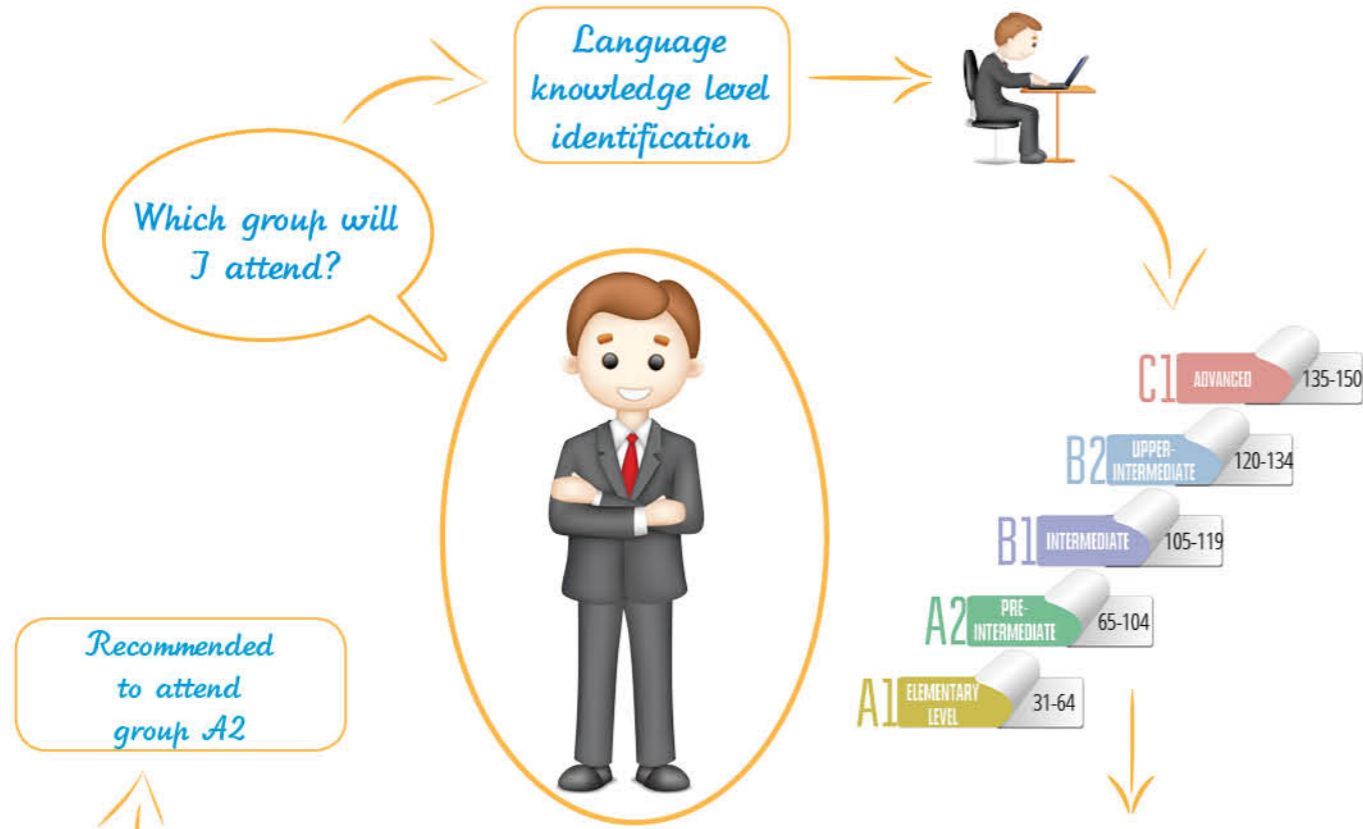 Language
knowledge level
identification
Which group will
I attend?
C1 ADVANCED 135-150
B2 UPPER-
INTERMEDIATE 120-134
B1 INTERMEDIATE 105-119
A2 PRE-
INTERMEDIATE 65-104
A1 ELEMENTARY
LEVEL 31-64
Recommended
to attend
group A2